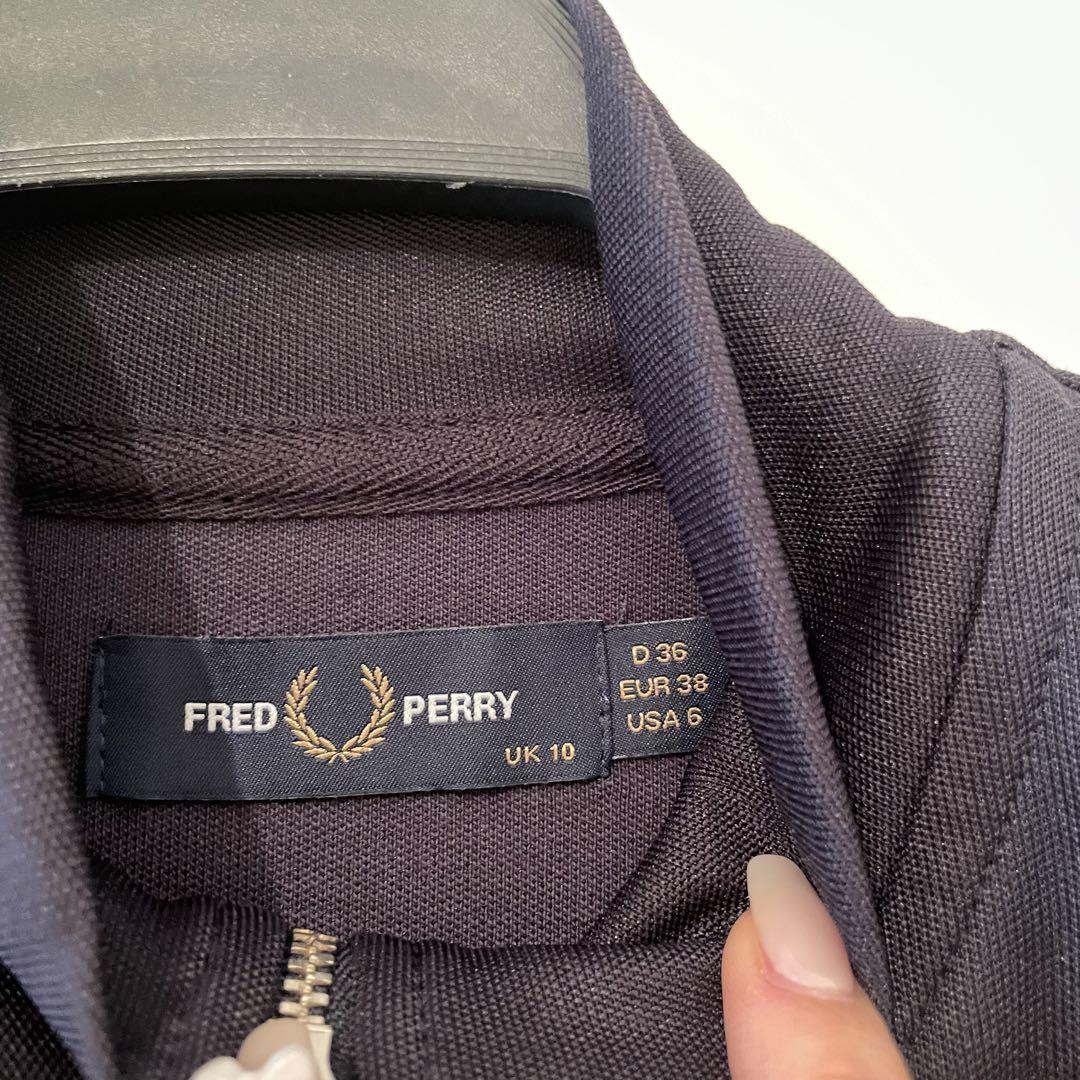 FRED PERRY
UK 10
D 36
EUR 38
USA 6